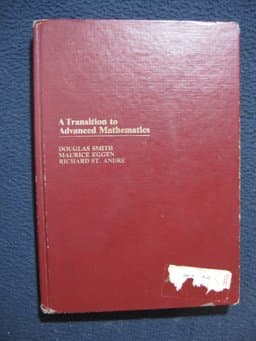 A Transition to
Advanced Mathematics
DOUGLAS SMITH
MAURICE EGGEN
RICHARD ST. ANDRE